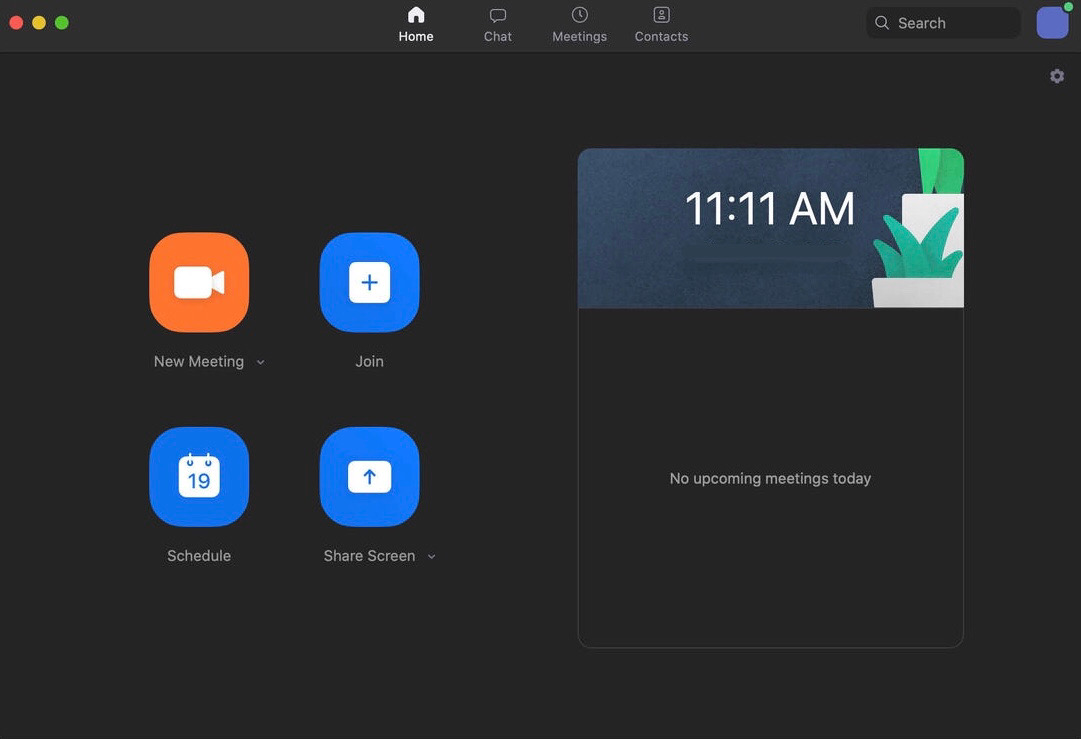 Home
Chat
Meetings
Contacts
Search
11:11 AM
New Meeting
Join
19
Schedule
Share Screen
No upcoming meetings today